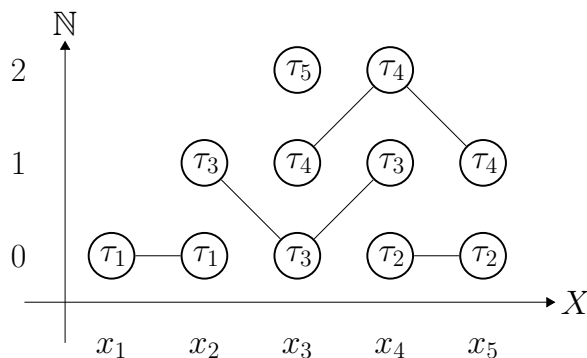 ℕ
2 τ₅ τ₄
1 τ₃ τ₄ τ₃ τ₄
0 τ₁ τ₁ τ₃ τ₂ τ₂
X
x₁ x₂ x₃ x₄ x₅